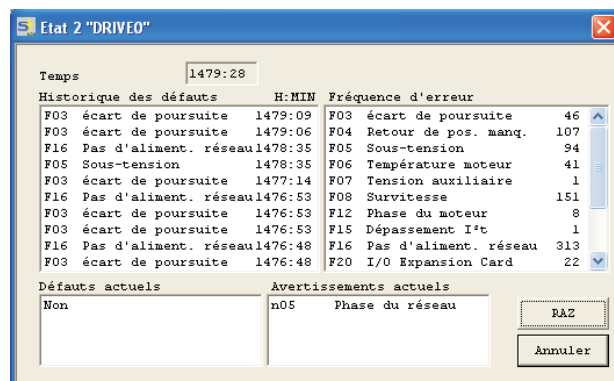 Etat 2 "DRIVE0"
Temps 1479:28
Historique des défauts H:MIN
F03 écart de poursuite 1479:09
F03 écart de poursuite 1479:06
F16 Pas d'aliment. réseau 1478:35
F05 Sous-tension 1478:35
F03 écart de poursuite 1477:14
F16 Pas d'aliment. réseau 1476:53
F03 écart de poursuite 1476:53
F03 écart de poursuite 1476:53
F16 Pas d'aliment. réseau 1476:48
F03 écart de poursuite 1476:48
Fréquence d'erreur
F03 écart de poursuite 46
F04 Retour de pos. manq. 107
F05 Sous-tension 94
F06 Température moteur 41
F07 Tension auxiliaire 1
F08 Survitesse 151
F12 Phase du moteur 8
F15 Dépassement I²t 1
F16 Pas d'aliment. réseau 313
F20 I/O Expansion Card 22
Défauts actuels
Non
Avertissements actuels
n05 Phase du réseau
RAZ
Annuler